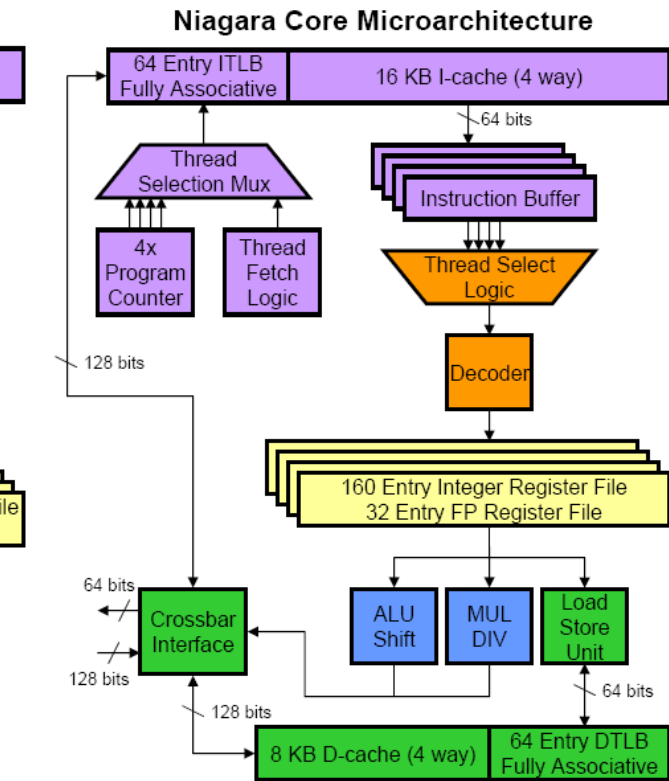 Niagara Core Microarchitecture
64 Entry ITLB
Fully Associative
16 KB I-cache (4 way)
64 bits
Thread
Selection Mux
Instruction Buffer
4x
Program
Counter
Thread
Fetch
Logic
Thread Select
Logic
128 bits
Decoder
160 Entry Integer Register File
32 Entry FP Register File
ile
64 bits
Crossbar
Interface
128 bits
ALU
Shift
MUL
DIV
Load
Store
Unit
64 bits
128 bits
8 KB D-cache (4 way)
64 Entry DTLB
Fully Associative